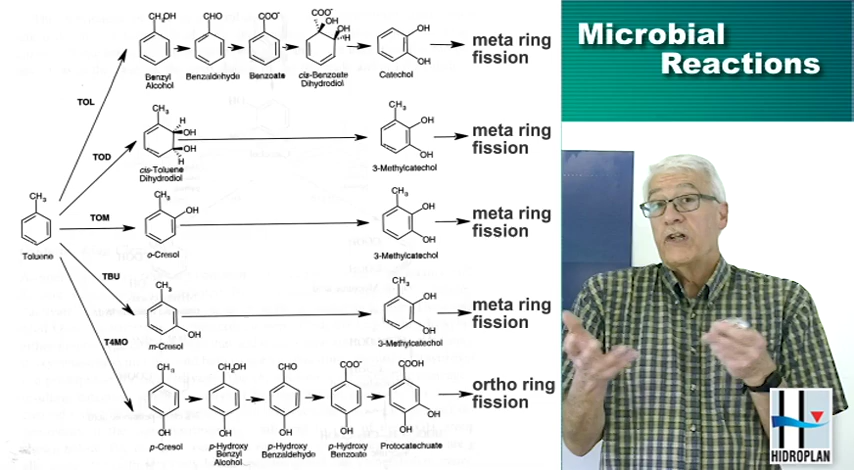 Microbial
Reactions
CH₂OH
CHO
COO⁻
COO⁻
OH
OH
H
OH
OH
Benzyl
Alcohol
Benzaldehyde
Benzoate
cis-Benzoate
Dihydrodiol
Catechol
meta ring
fission
TOL
CH₃
H
OH
OH
H
cis-Toluene
Dihydrodiol
CH₃
OH
OH
3-Methylcatechol
meta ring
fission
TOD
CH₃
Toluene
TOM
CH₃
OH
o-Cresol
CH₃
OH
OH
3-Methylcatechol
meta ring
fission
TBU
CH₃
OH
m-Cresol
CH₃
OH
OH
3-Methylcatechol
meta ring
fission
T4MO
OH
p-Cresol
CH₂OH
OH
p-Hydroxy
Benzyl
Alcohol
CHO
OH
p-Hydroxy
Benzaldehyde
COO⁻
OH
p-Hydroxy
Benzoate
COOH
OH
OH
Protocatechuate
ortho ring
fission
HIDROPLAN